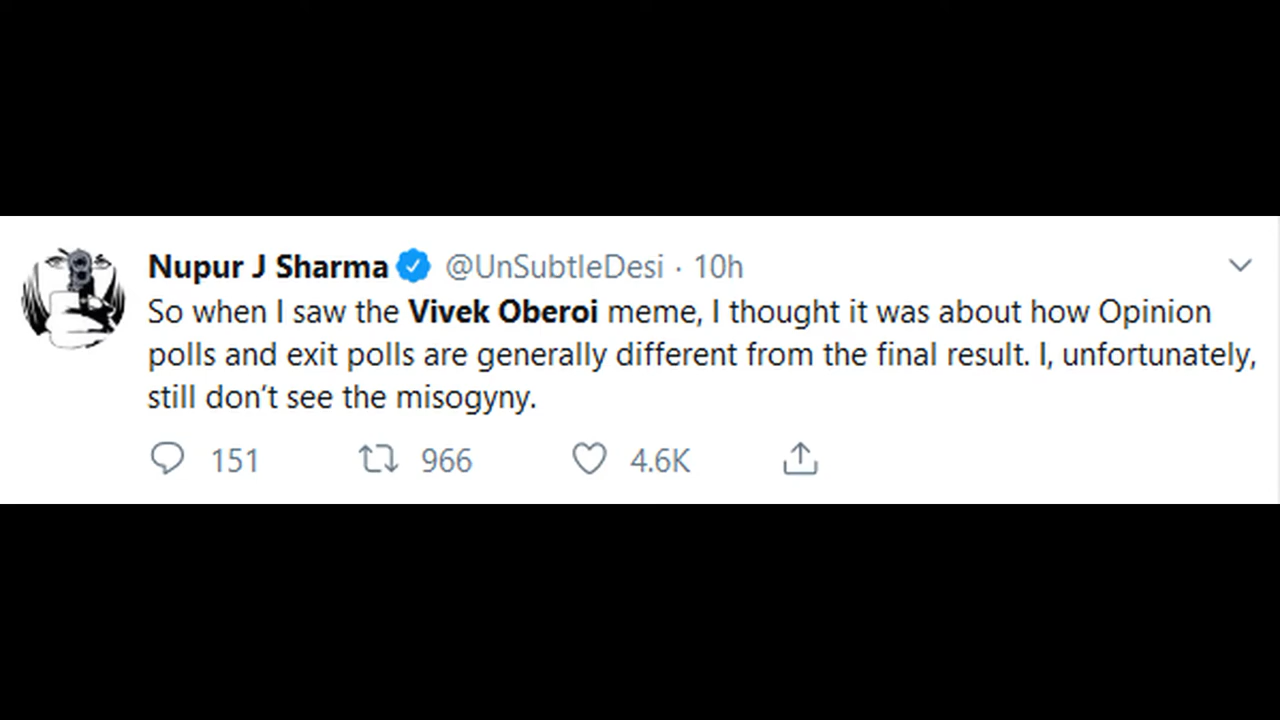 Nupur J Sharma @UnSubtleDesi · 10h
So when I saw the Vivek Oberoi meme, I thought it was about how Opinion
polls and exit polls are generally different from the final result. I, unfortunately,
still don’t see the misogyny.
151 966 4.6K